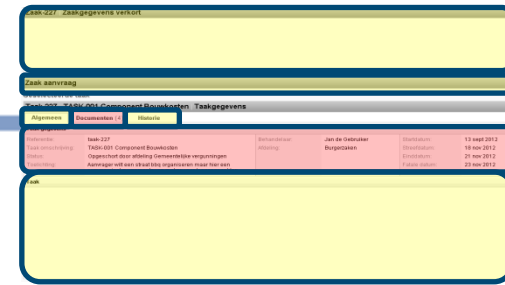 Zaak-227 Zaakgegevens verkort
Zaak aanvraag
Zaak-227 TASK-001 Component Bouwkosten Taakgegevens
Algemeen Documenten Historie
Referentie: taak-227 Behandelaar: Jan de Gebruiker Startdatum: 13 sept 2012
Taak omschrijving: TASK-001 Component Bouwkosten Afdeling: Burgerzaken Streefdatum: 18 nov 2012
Status: Opgeschort door afdeling Gemeentelijke vergunningen Einddatum: 21 nov 2012
Toelichting: Aanvrager wilt een straat bbq organiseren maar hier een Fatale datum: 23 nov 2012
Taak